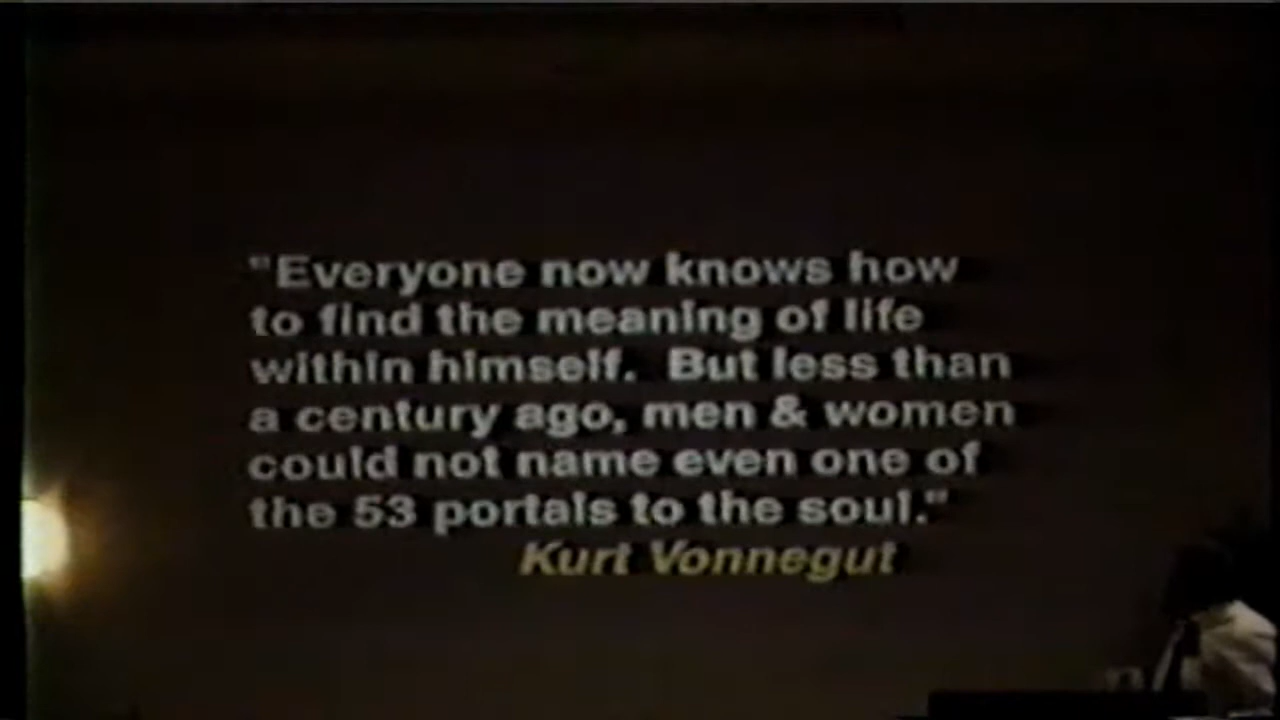 "Everyone now knows how
to find the meaning of life
within himself. But less than
a century ago, men & women
could not name even one of
the 53 portals to the soul."
Kurt Vonnegut